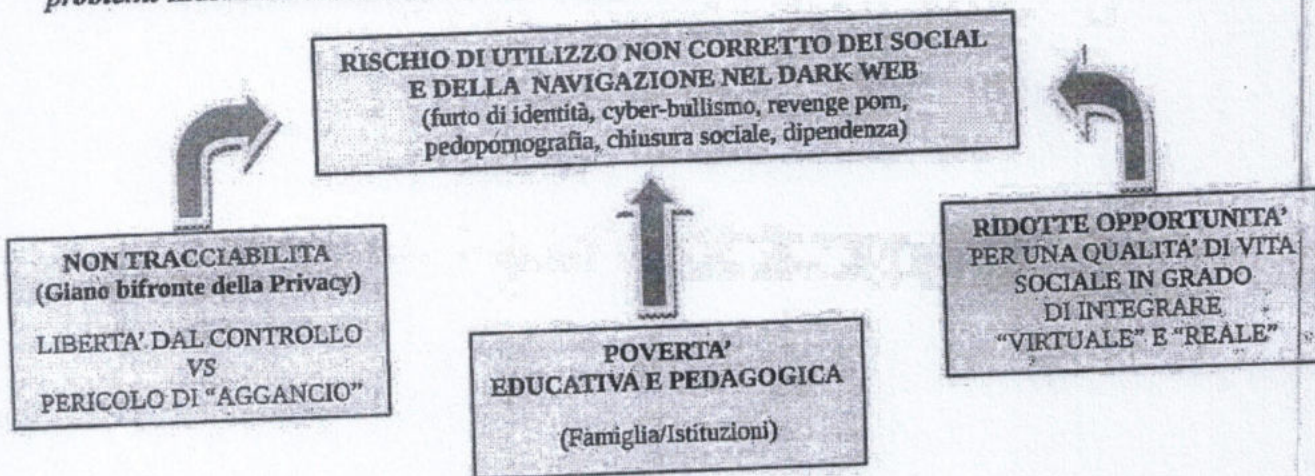 RISCHIO DI UTILIZZO NON CORRETTO DEI SOCIAL
E DELLA NAVIGAZIONE NEL DARK WEB
(furto di identità, cyber-bullismo, revenge porn,
pedopornografia, chiusura sociale, dipendenza)
NON TRACCIABILITA
(Giano bifronte della Privacy)
LIBERTA' DAL CONTROLLO
VS
PERICOLO DI “AGGANCIO”
POVERTA'
EDUCATIVA E PEDAGOGICA
(Famiglia/Istituzioni)
RIDOTTE OPPORTUNITA'
PER UNA QUALITA' DI VITA
SOCIALE IN GRADO
DI INTEGRARE
“VIRTUALE” E “REALE”